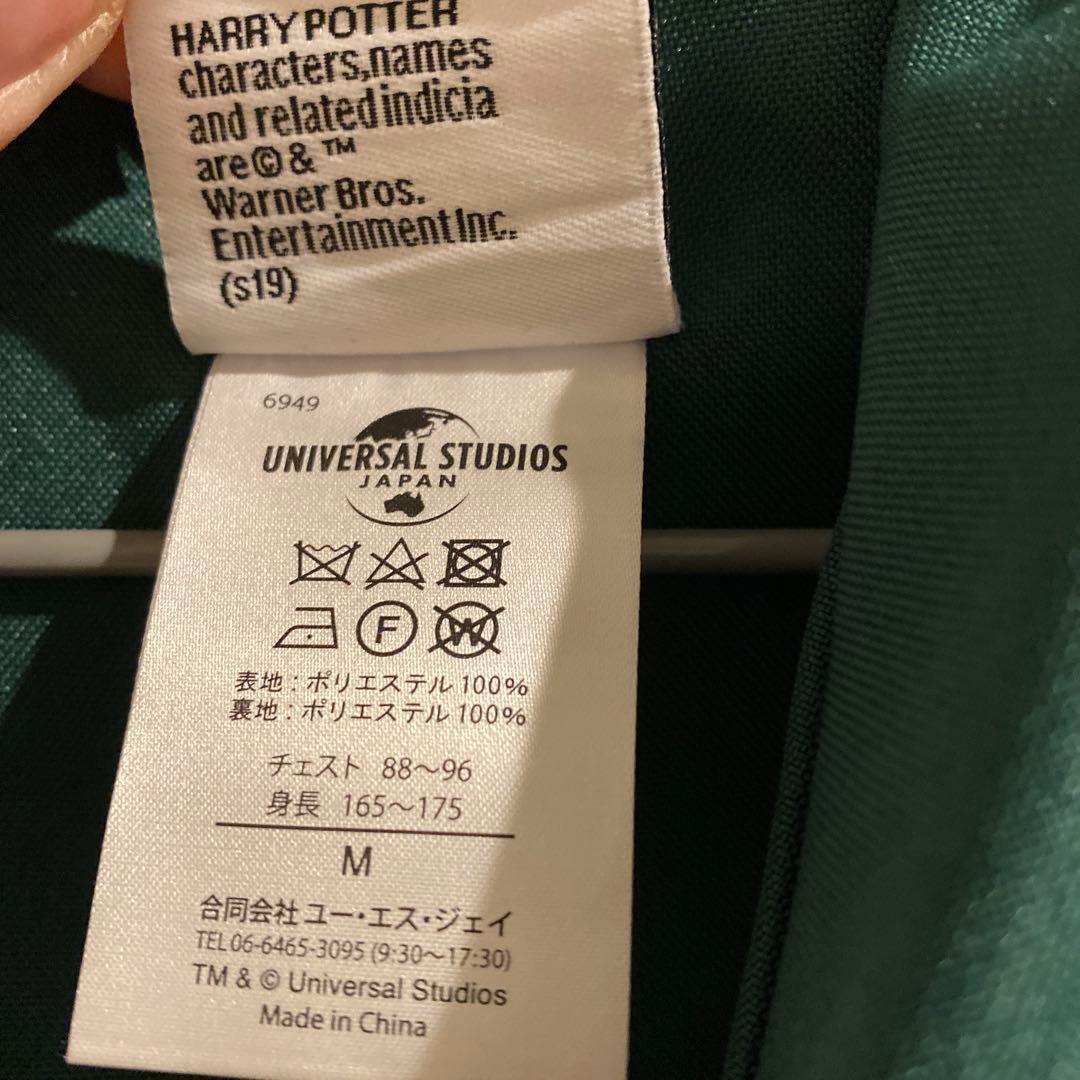 HARRY POTTER
characters,names
and related indicia
are © & ™
Warner Bros.
Entertainment Inc.
(s19)
6949
UNIVERSAL STUDIOS
JAPAN
F
W
表地 : ポリエステル 100%
裏地 : ポリエステル 100%
チェスト 88～96
身長 165～175
M
合同会社 ユー・エス・ジェイ
TEL 06-6465-3095 (9:30～17:30)
TM & © Universal Studios
Made in China